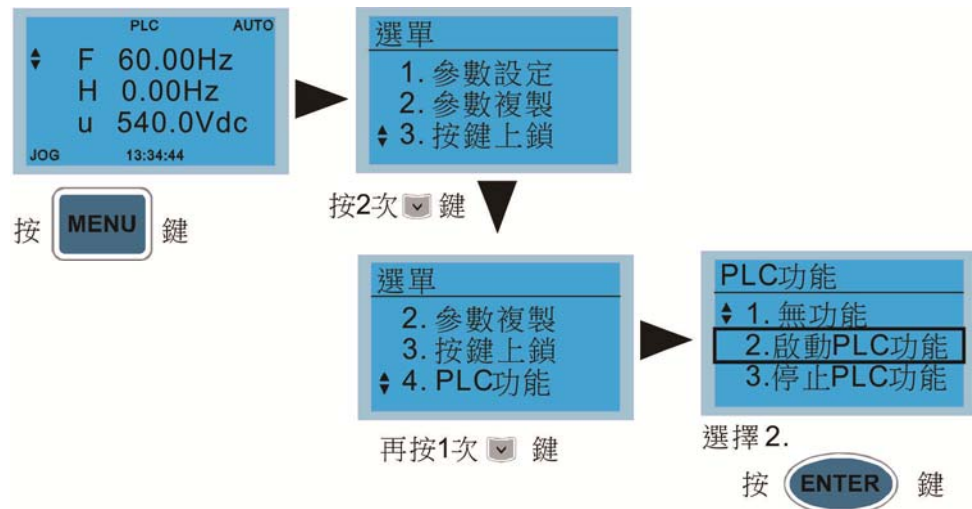 PLC AUTO
F 60.00Hz
H 0.00Hz
u 540.0Vdc
JOG 13:34:44
按 MENU 鍵
選單
1. 參數設定
2. 參數複製
3. 按鍵上鎖
按2次 鍵
選單
2. 參數複製
3. 按鍵上鎖
4. PLC功能
再按1次 鍵
PLC功能
1. 無功能
2.啟動PLC功能
3.停止PLC功能
選擇 2.
按 ENTER 鍵